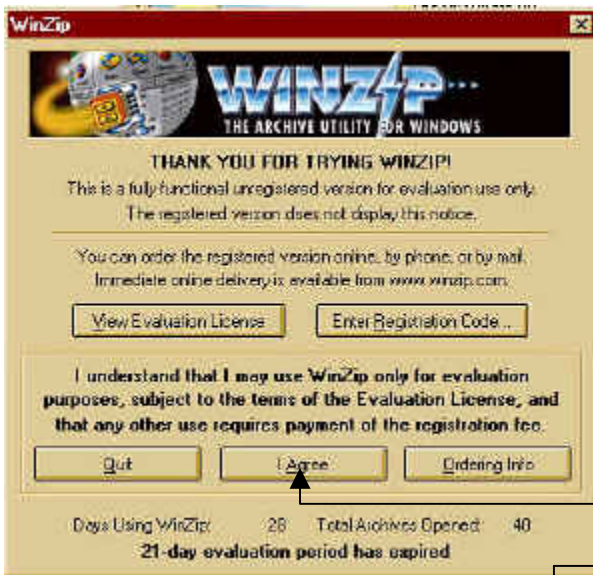 WinZip
WINZIP
THE ARCHIVE UTILITY FOR WINDOWS
THANK YOU FOR TRYING WINZIP!
This is a fully functional unregistered version for evaluation use only.
The registered version does not display this notice.
You can order the registered version online, by phone, or by mail.
Immediate online delivery is available from www.winzip.com
View Evaluation License
Enter Registration Code...
I understand that I may use WinZip only for evaluation
purposes, subject to the terms of the Evaluation License, and
that any other use requires payment of the registration fee.
Quit I Agree Ordering Info
Days Using WinZip: 28 Total Archives Opened: 40
21-day evaluation period has expired